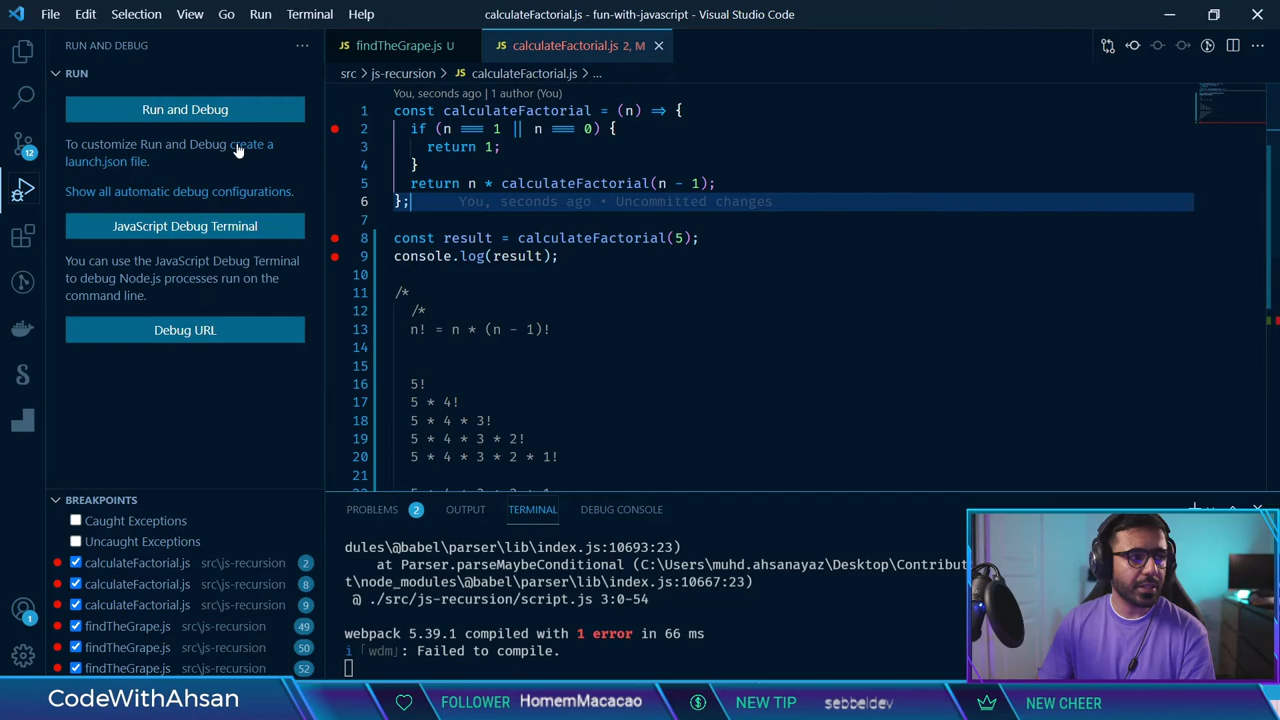 File Edit Selection View Go Run Terminal Help
calculateFactorial.js - fun-with-javascript - Visual Studio Code
RUN AND DEBUG
RUN
Run and Debug
To customize Run and Debug create a
launch.json file.
Show all automatic debug configurations.
JavaScript Debug Terminal
You can use the JavaScript Debug Terminal
to debug Node.js processes run on the
command line.
Debug URL
12
1
BREAKPOINTS
Caught Exceptions
Uncaught Exceptions
calculateFactorial.js src\js-recursion 2
calculateFactorial.js src\js-recursion 8
calculateFactorial.js src\js-recursion 9
findTheGrape.js src\js-recursion 49
findTheGrape.js src\js-recursion 50
findTheGrape.js src\js-recursion 52
JS findTheGrape.js U
JS calculateFactorial.js 2, M
src > js-recursion > JS calculateFactorial.js > ...
You, seconds ago | 1 author (You)
1 const calculateFactorial = (n) => {
2 if (n === 1 || n === 0) {
3 return 1;
4 }
5 return n * calculateFactorial(n - 1);
6 }; You, seconds ago • Uncommitted changes
7
8 const result = calculateFactorial(5);
9 console.log(result);
10
11 /*
12 /*
13 n! = n * (n - 1)!
14
15
16 5!
17 5 * 4!
18 5 * 4 * 3!
19 5 * 4 * 3 * 2!
20 5 * 4 * 3 * 2 * 1!
21
PROBLEMS 2 OUTPUT TERMINAL DEBUG CONSOLE
dules\@babel\parser\lib\index.js:10693:23)
at Parser.parseMaybeConditional (C:\Users\muhd.ahsanayaz\Desktop\Contribut
t\node_modules\@babel\parser\lib\index.js:10667:23)
@ ./src/js-recursion/script.js 3:0-54
webpack 5.39.1 compiled with 1 error in 66 ms
i 「wdm」: Failed to compile.
CodeWithAhsan
FOLLOWER HomemMacacao
NEW TIP sebbeldev
NEW CHEER